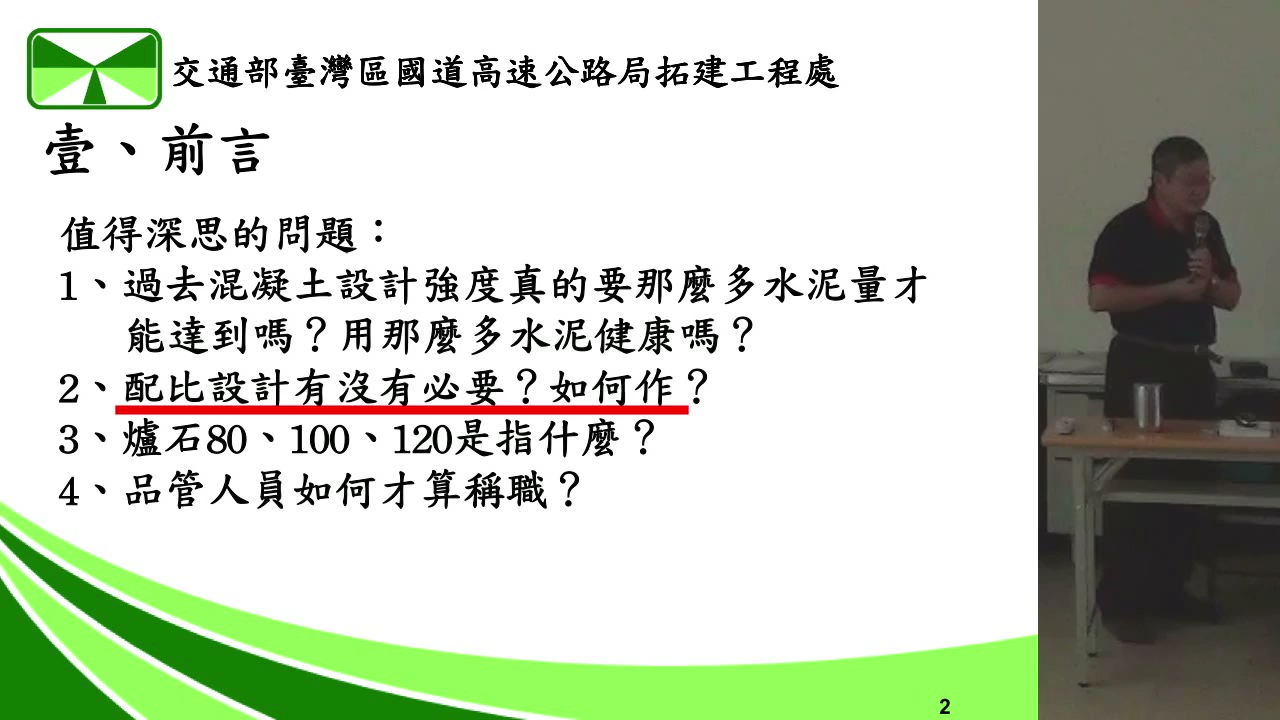 交通部臺灣區國道高速公路局拓建工程處
壹、前言
值得深思的問題：
1、過去混凝土設計強度真的要那麼多水泥量才
能達到嗎？用那麼多水泥健康嗎？
2、配比設計有沒有必要？如何作？
3、爐石80、100、120是指什麼？
4、品管人員如何才算稱職？
2